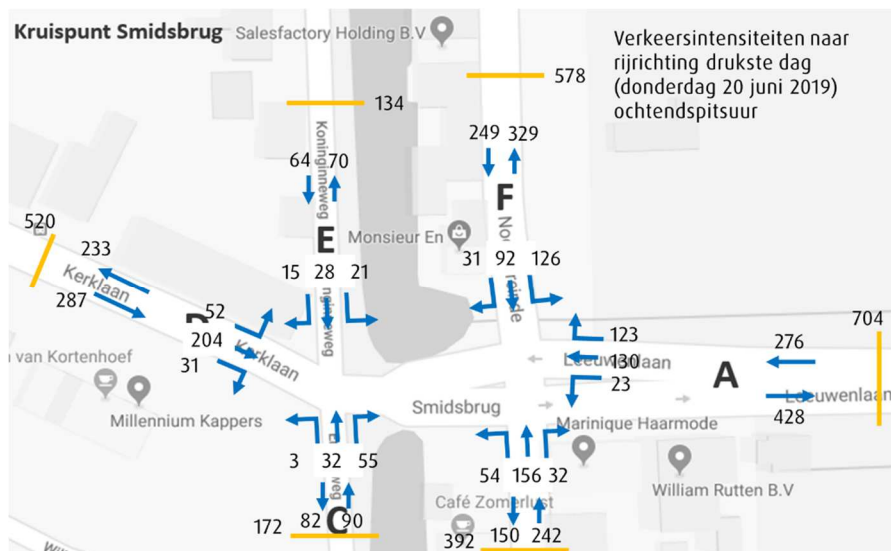 Kruispunt Smidsbrug
Salesfactory Holding B.V
Verkeersintensiteiten naar
rijrichting drukste dag
(donderdag 20 juni 2019)
ochtendspitsuur
578
134
Koninginneweg
249 329
64 70
F
520
E
Monsieur En
233
Kerklaan
287
15 28 21
31 92 126
52
204
31
Kerklaan
704
123
276
130
Leeuwenlaan
23
A
Leeuwenlaan
428
n van Kortenhoef
Millennium Kappers
Smidsbrug
Marinique Haarmode
3 32 55
54 156 32
William Rutten B.V
Café Zomerlust
C
172 82 90
392 150 242